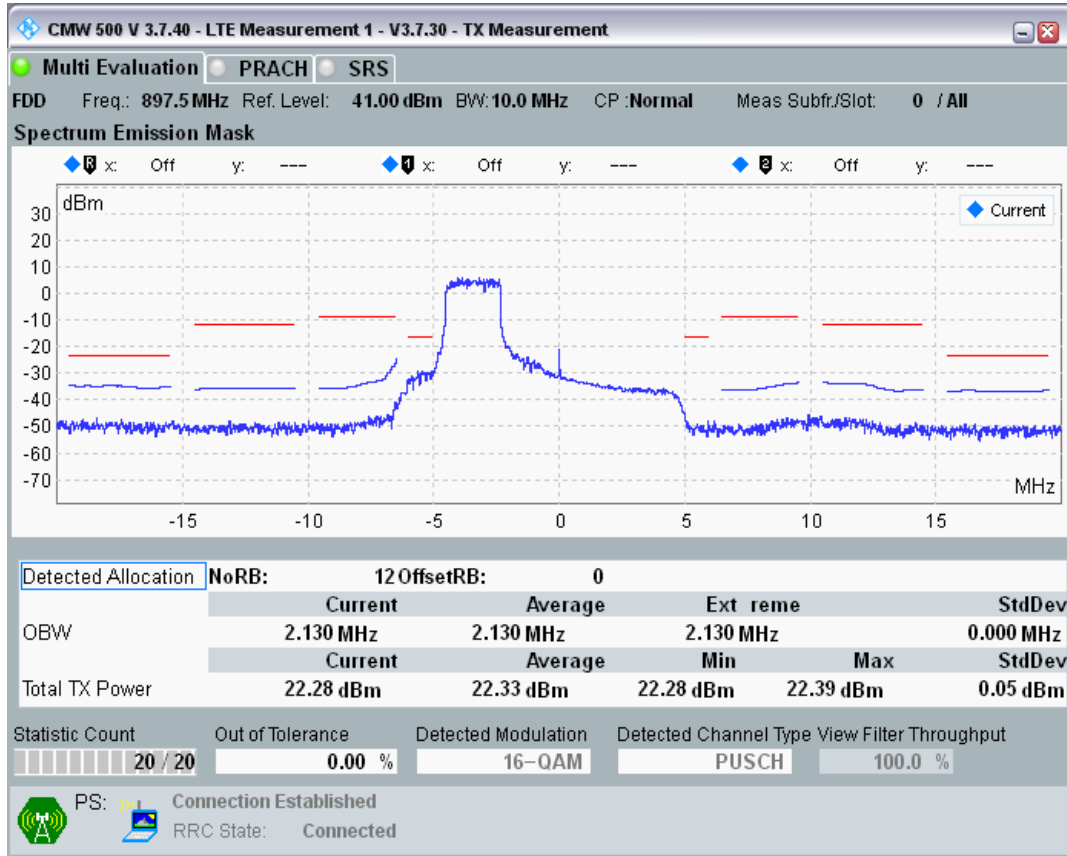 CMW 500 V 3.7.40 - LTE Measurement 1 - V3.7.30 - TX Measurement
Multi Evaluation PRACH SRS
FDD Freq.: 897.5 MHz Ref. Level: 41.00 dBm BW: 10.0 MHz CP :Normal Meas Subfr./Slot: 0 / All
Spectrum Emission Mask
R x: Off y: --- 1 x: Off y: --- 2 x: Off y: ---
dBm
Current
30
20
10
0
-10
-20
-30
-40
-50
-60
-70
MHz
-15 -10 -5 0 5 10 15
Detected Allocation NoRB: 12 OffsetRB: 0
Current Average Ext reme StdDev
OBW 2.130 MHz 2.130 MHz 2.130 MHz 0.000 MHz
Current Average Min Max StdDev
Total TX Power 22.28 dBm 22.33 dBm 22.28 dBm 22.39 dBm 0.05 dBm
Statistic Count Out of Tolerance Detected Modulation Detected Channel Type View Filter Throughput
20 / 20 0.00 % 16-QAM PUSCH 100.0 %
PS: Connection Established
RRC State: Connected